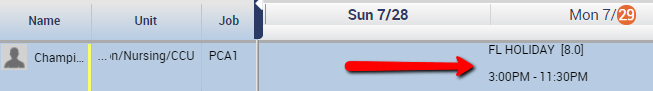 Name Unit Job Sun 7/28 Mon 7/29
Champi... ...on/Nursing/CCU PCA1 FL HOLIDAY [8.0]
3:00PM - 11:30PM